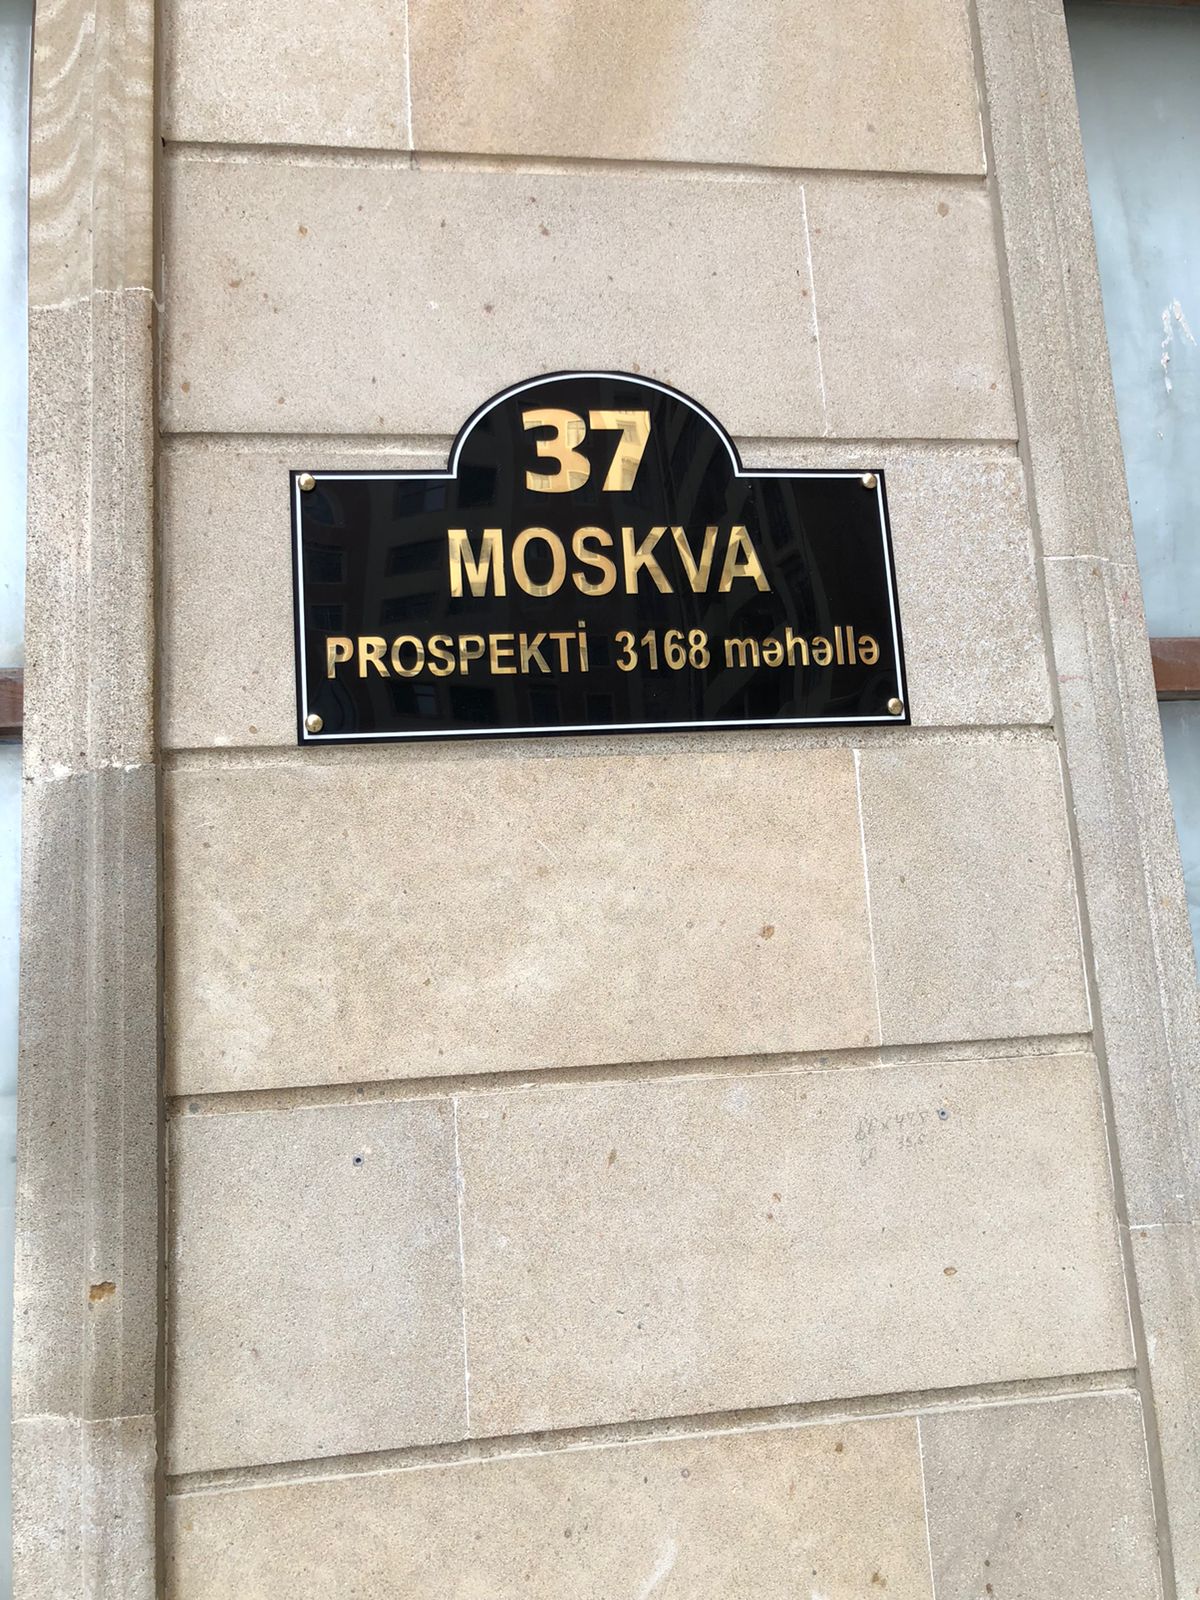 37
MOSKVA
PROSPEKTİ 3168 məhəllə